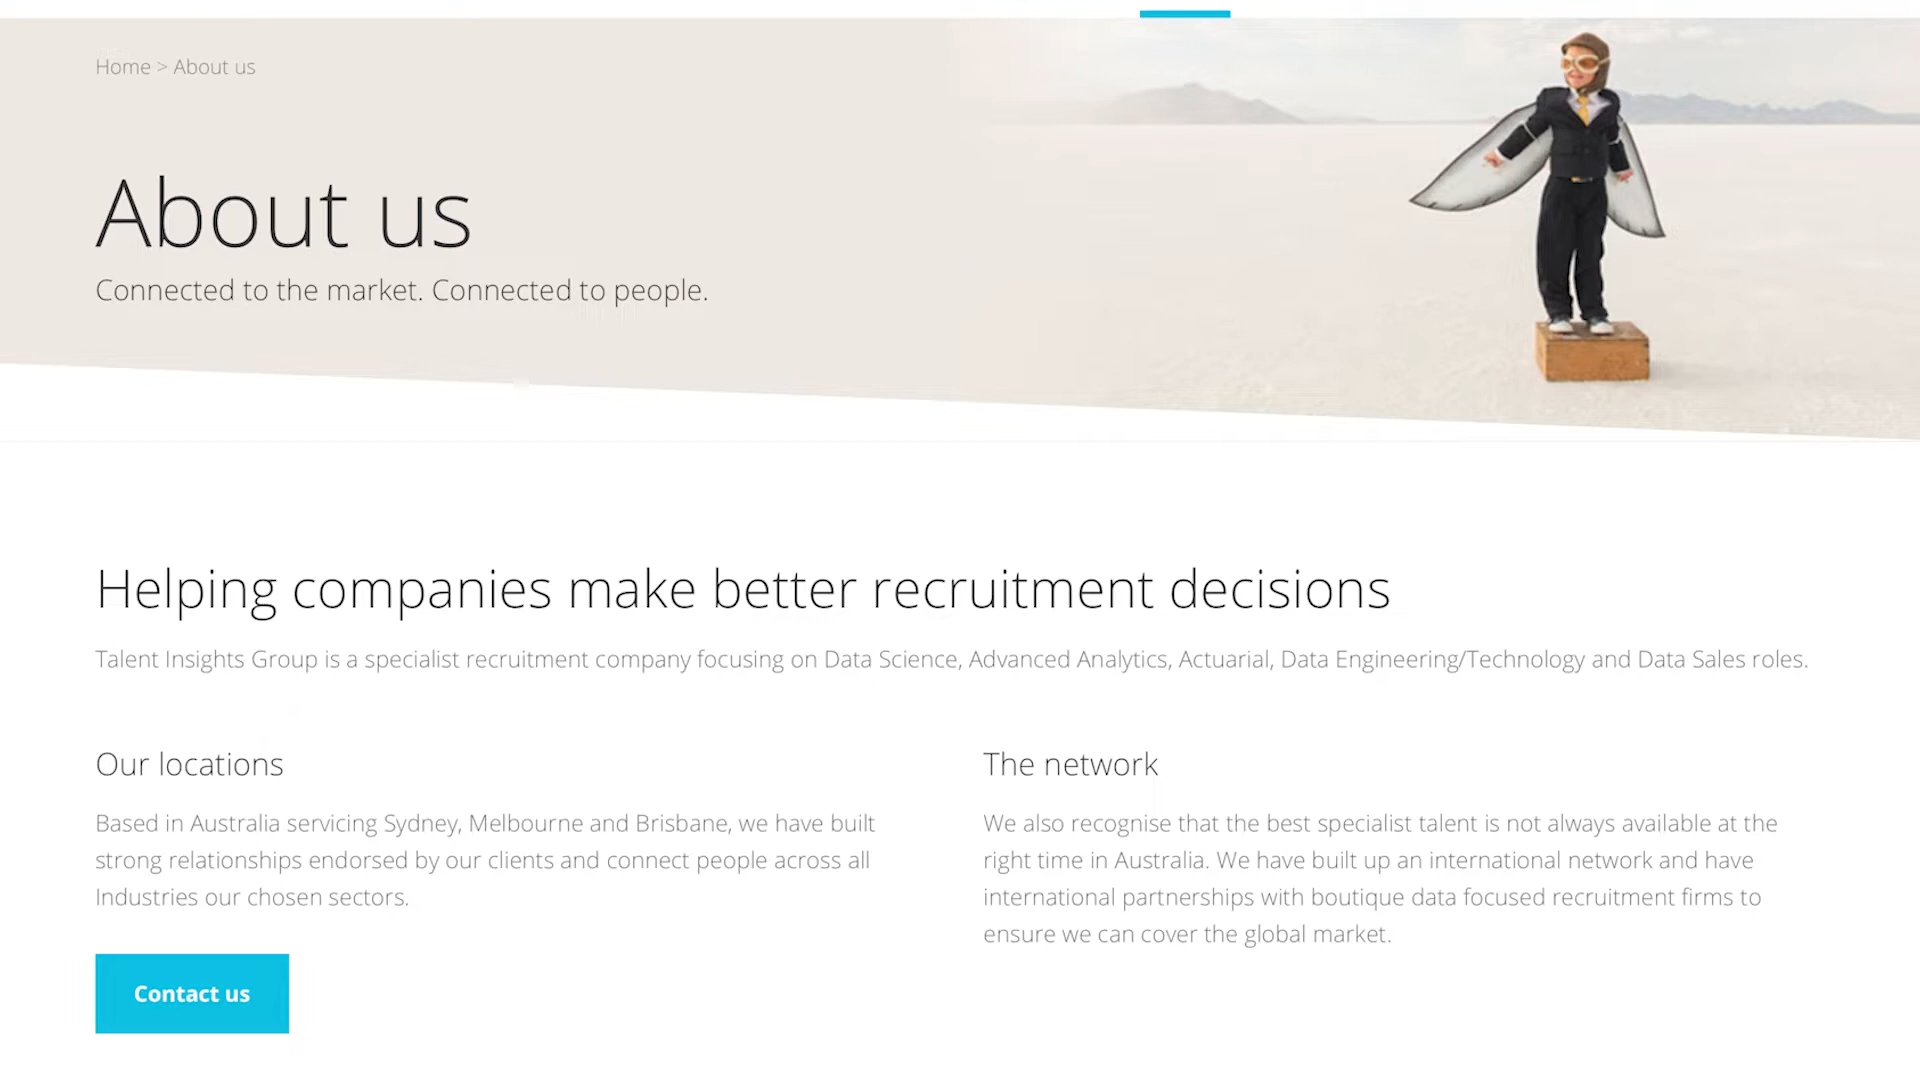 Home > About us
About us
Connected to the market. Connected to people.
Helping companies make better recruitment decisions
Talent Insights Group is a specialist recruitment company focusing on Data Science, Advanced Analytics, Actuarial, Data Engineering/Technology and Data Sales roles.
Our locations
Based in Australia servicing Sydney, Melbourne and Brisbane, we have built
strong relationships endorsed by our clients and connect people across all
Industries our chosen sectors.
Contact us
The network
We also recognise that the best specialist talent is not always available at the
right time in Australia. We have built up an international network and have
international partnerships with boutique data focused recruitment firms to
ensure we can cover the global market.